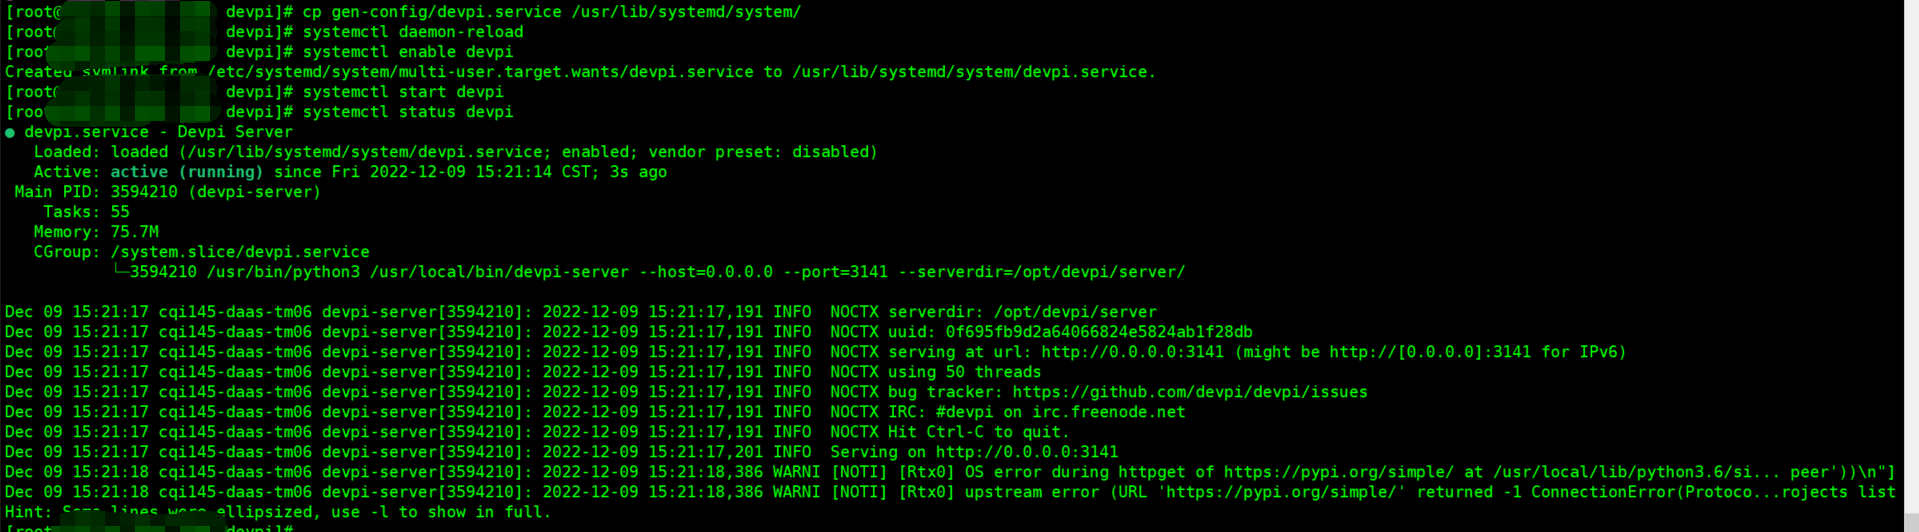 [root@ devpi]# cp gen-config/devpi.service /usr/lib/systemd/system/
[root devpi]# systemctl daemon-reload
[root devpi]# systemctl enable devpi
Created symlink from /etc/systemd/system/multi-user.target.wants/devpi.service to /usr/lib/systemd/system/devpi.service.
[root@ devpi]# systemctl start devpi
[root devpi]# systemctl status devpi
● devpi.service - Devpi Server
Loaded: loaded (/usr/lib/systemd/system/devpi.service; enabled; vendor preset: disabled)
Active: active (running) since Fri 2022-12-09 15:21:14 CST; 3s ago
Main PID: 3594210 (devpi-server)
Tasks: 55
Memory: 75.7M
CGroup: /system.slice/devpi.service
└─3594210 /usr/bin/python3 /usr/local/bin/devpi-server --host=0.0.0.0 --port=3141 --serverdir=/opt/devpi/server/
Dec 09 15:21:17 cqi145-daas-tm06 devpi-server[3594210]: 2022-12-09 15:21:17,191 INFO  NOCTX serverdir: /opt/devpi/server
Dec 09 15:21:17 cqi145-daas-tm06 devpi-server[3594210]: 2022-12-09 15:21:17,191 INFO  NOCTX uuid: 0f695fb9d2a64066824e5824ab1f28db
Dec 09 15:21:17 cqi145-daas-tm06 devpi-server[3594210]: 2022-12-09 15:21:17,191 INFO  NOCTX serving at url: http://0.0.0.0:3141 (might be http://[0.0.0.0]:3141 for IPv6)
Dec 09 15:21:17 cqi145-daas-tm06 devpi-server[3594210]: 2022-12-09 15:21:17,191 INFO  NOCTX using 50 threads
Dec 09 15:21:17 cqi145-daas-tm06 devpi-server[3594210]: 2022-12-09 15:21:17,191 INFO  NOCTX bug tracker: https://github.com/devpi/devpi/issues
Dec 09 15:21:17 cqi145-daas-tm06 devpi-server[3594210]: 2022-12-09 15:21:17,191 INFO  NOCTX IRC: #devpi on irc.freenode.net
Dec 09 15:21:17 cqi145-daas-tm06 devpi-server[3594210]: 2022-12-09 15:21:17,191 INFO  NOCTX Hit Ctrl-C to quit.
Dec 09 15:21:17 cqi145-daas-tm06 devpi-server[3594210]: 2022-12-09 15:21:17,201 INFO  Serving on http://0.0.0.0:3141
Dec 09 15:21:18 cqi145-daas-tm06 devpi-server[3594210]: 2022-12-09 15:21:18,386 WARNI [NOTI] [Rtx0] OS error during httpget of https://pypi.org/simple/ at /usr/local/lib/python3.6/si... peer'))\n"]
Dec 09 15:21:18 cqi145-daas-tm06 devpi-server[3594210]: 2022-12-09 15:21:18,386 WARNI [NOTI] [Rtx0] upstream error (URL 'https://pypi.org/simple/' returned -1 ConnectionError(Protoco...rojects list
Hint: Some lines were ellipsized, use -l to show in full.
[root devpi]#